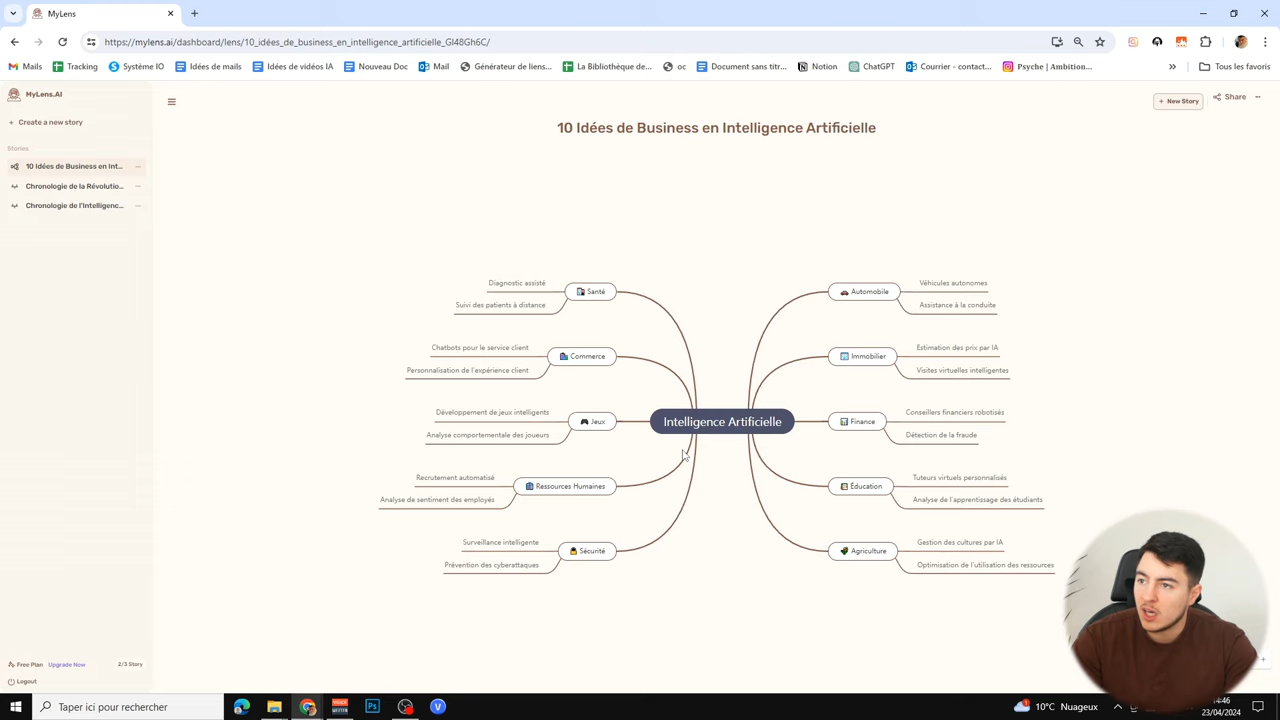 MyLens
https://mylens.ai/dashboard/lens/10_idées_de_business_en_intelligence_artificielle_Gl48Gh6C/
Mails
Tracking
Système IO
Idées de mails
Idées de vidéos IA
Nouveau Doc
Mail
Générateur de liens...
La Bibliothèque de...
oc
Document sans titr...
Notion
ChatGPT
Courrier - contact...
Psyche | Ambition...
Tous les favoris
MyLens.AI
+ New Story
Share
+ Create a new story
10 Idées de Business en Intelligence Artificielle
Stories
10 Idées de Business en Int...
Chronologie de la Révolutio...
Chronologie de l'Intelligenc...
Diagnostic assisté
Santé
Suivi des patients à distance
Chatbots pour le service client
Commerce
Personnalisation de l'expérience client
Développement de jeux intelligents
Jeux
Analyse comportementale des joueurs
Recrutement automatisé
Ressources Humaines
Analyse de sentiment des employés
Surveillance intelligente
Sécurité
Prévention des cyberattaques
Intelligence Artificielle
Véhicules autonomes
Automobile
Assistance à la conduite
Estimation des prix par IA
Immobilier
Visites virtuelles intelligentes
Conseillers financiers robotisés
Finance
Détection de la fraude
Tuteurs virtuels personnalisés
Éducation
Analyse de l'apprentissage des étudiants
Gestion des cultures par IA
Agriculture
Optimisation de l'utilisation des ressources
Free Plan
Upgrade Now
2/3 Story
Logout
Taper ici pour rechercher
10°C Nuageux
14:46
23/04/2024